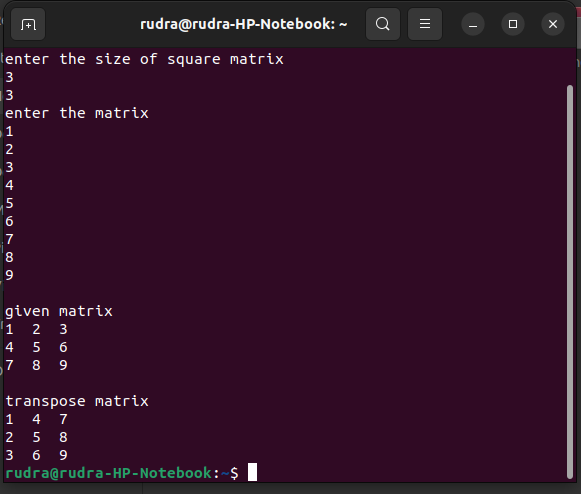 rudra@rudra-HP-Notebook: ~
enter the size of square matrix
3
3
enter the matrix
1
2
3
4
5
6
7
8
9
given matrix
1  2  3
4  5  6
7  8  9
transpose matrix
1  4  7
2  5  8
3  6  9
rudra@rudra-HP-Notebook:~$